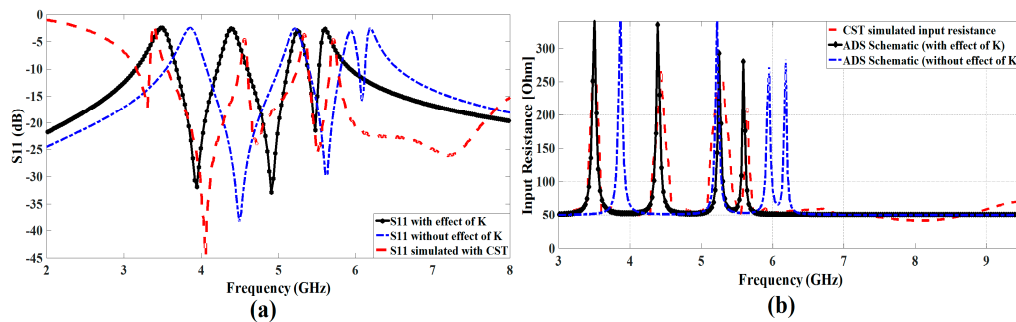 0
-5
-10
-15
-20
-25
-30
-35
-40
-45
S11 (dB)
2
3
4
5
6
7
8
Frequency (GHz)
S11 with effect of K
S11 without effect of K
S11 simulated with CST
(a)
300
250
200
150
100
50
0
Input Resistance [Ohm]
3
4
5
6
7
8
9
Frequency (GHz)
CST simulated input resistance
ADS Schematic (with effect of K)
ADS Schematic (without effect of K
(b)